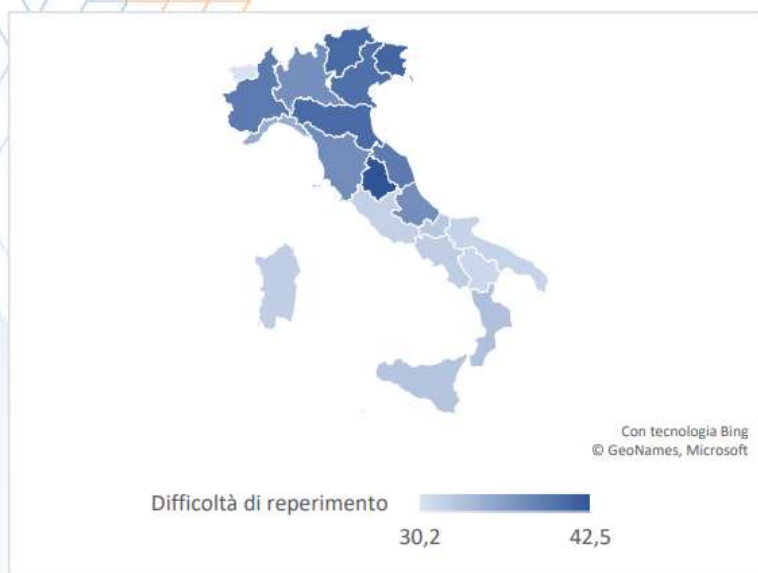 Con tecnologia Bing
© GeoNames, Microsoft
Difficoltà di reperimento
30,2 42,5